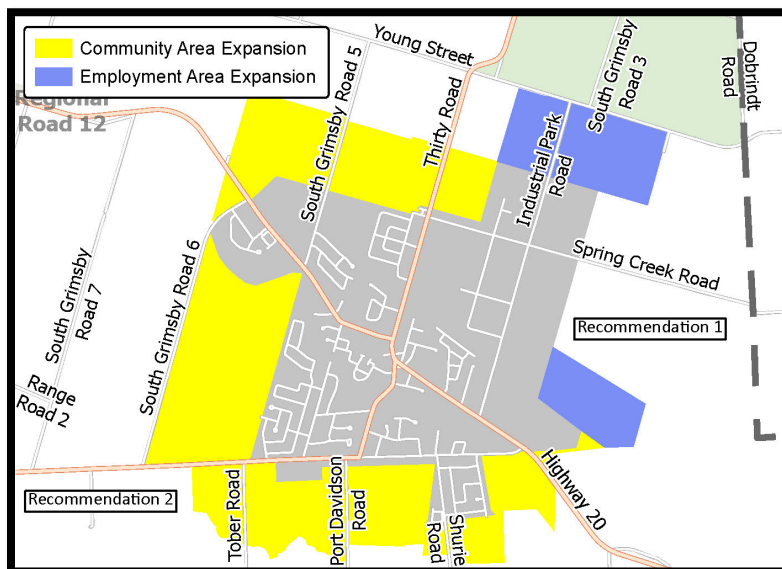 Community Area Expansion
Employment Area Expansion
Regional
Road 12
South Grimsby Road 5
Young Street
Thirty Road
South Grimsby
Road 3
Dobrindt
Road
Industrial Park
Road
Spring Creek Road
South Grimsby
Road 7
South Grimsby Road 6
Recommendation 1
Range
Road 2
Recommendation 2
Tober Road
Port Davidson
Road
Shurie
Road
Highway 20